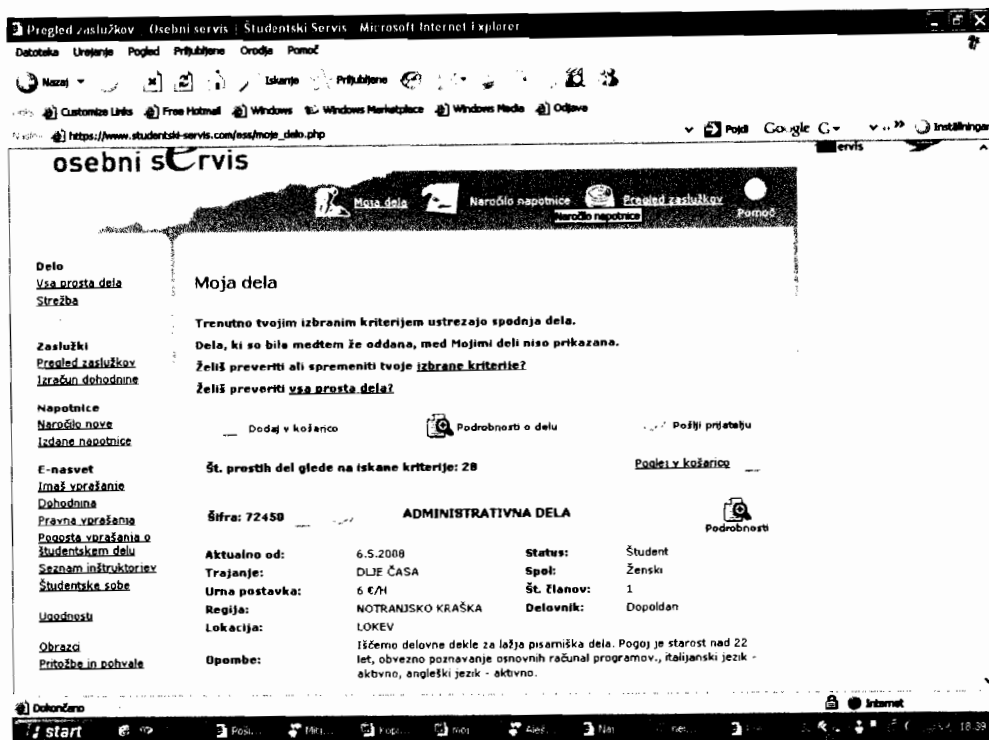 Pregled zaslužkov Osebni servis | Študentski Servis Microsoft Internet Explorer
Datoteka Urejanje Pogled Priljubljene Orodja Pomoč
Nazaj Iskanje Priljubljene
Customize Links Free Hotmail Windows Windows Marketplace Windows Media Odjava
https://www.studentski-servis.com/ess/moje_delo.php Pojdi Google G Inställningar
osebni servis
ervis
Moja dela Naročilo napotnice Pregled zaslužkov Pomoč
Naročilo napotnice
Delo
Vsa prosta dela
Strežba
Zaslužki
Pregled zaslužkov
Izračun dohodnine
Napotnice
Naročilo nove
Izdane napotnice
E-nasvet
Imaš vprašanje
Dohodnina
Pravna vprašanja
Pogosta vprašanja o
študentskem delu
Seznam inštruktorjev
Študentske sobe
Ugodnosti
Obrazci
Pritožbe in pohvale
Moja dela
Trenutno tvojim izbranim kriterijem ustrezajo spodnja dela.
Dela, ki so bila medtem že oddana, med Mojimi deli niso prikazana.
Želiš preveriti ali spremeniti tvoje izbrane kriterije?
Želiš preveriti vsa prosta dela?
Dodaj v košarico Podrobnosti o delu Pošlji prijatelju
Št. prostih del glede na iskane kriterije: 28 Poglej v košarico
Šifra: 72450 ADMINISTRATIVNA DELA Podrobnosti
Aktualno od: 6.5.2008 Status: Študent
Trajanje: DLJE ČASA Spol: Ženski
Urna postavka: 6 €/H Št. članov: 1
Regija: NOTRANJSKO KRAŠKA Delovnik: Dopoldan
Lokacija: LOKEV
Opombe: Iščemo delovne dekle za lažja pisarniška dela. Pogoj je starost nad 22
let, obvezno poznavanje osnovnih računal programov., italijanski jezik -
aktivno, angleški jezik - aktivno.
Dokončano Internet
start 18:39